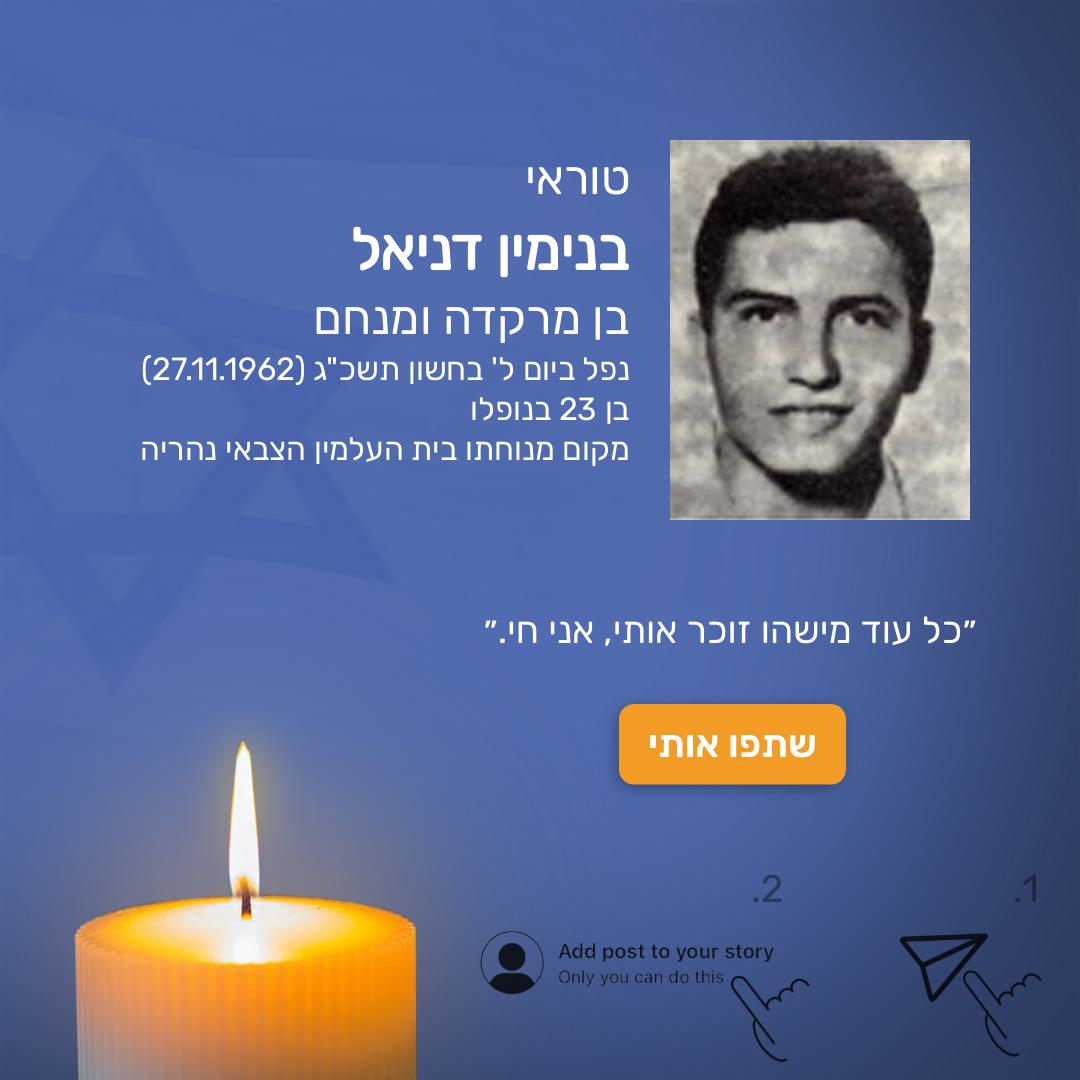 טוראי
בנימין דניאל
בן מרקדה ומנחם
נפל ביום ל' בחשון תשכ"ג (27.11.1962)
בן 23 בנופלו
מקום מנוחתו בית העלמין הצבאי נהריה
״כל עוד מישהו זוכר אותי, אני חי.״
שתפו אותי
.1
.2
Add post to your story
Only you can do this